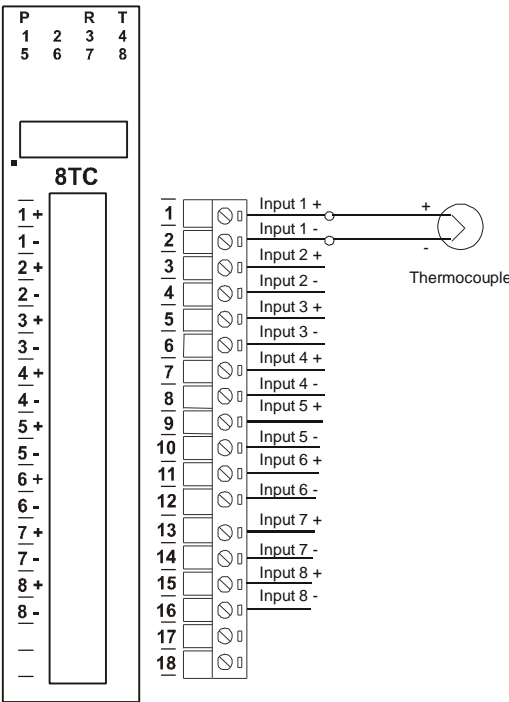 P R T
1 2 3 4
5 6 7 8
8TC
1 +
1 -
2 +
2 -
3 +
3 -
4 +
4 -
5 +
5 -
6 +
6 -
7 +
7 -
8 +
8 -
1 Input 1 + +
2 Input 1 - -
3 Input 2 +
Thermocouple
4 Input 2 -
5 Input 3 +
6 Input 3 -
7 Input 4 +
8 Input 4 -
9 Input 5 +
10 Input 5 -
11 Input 6 +
12 Input 6 -
13 Input 7 +
14 Input 7 -
15 Input 8 +
16 Input 8 -
17
18